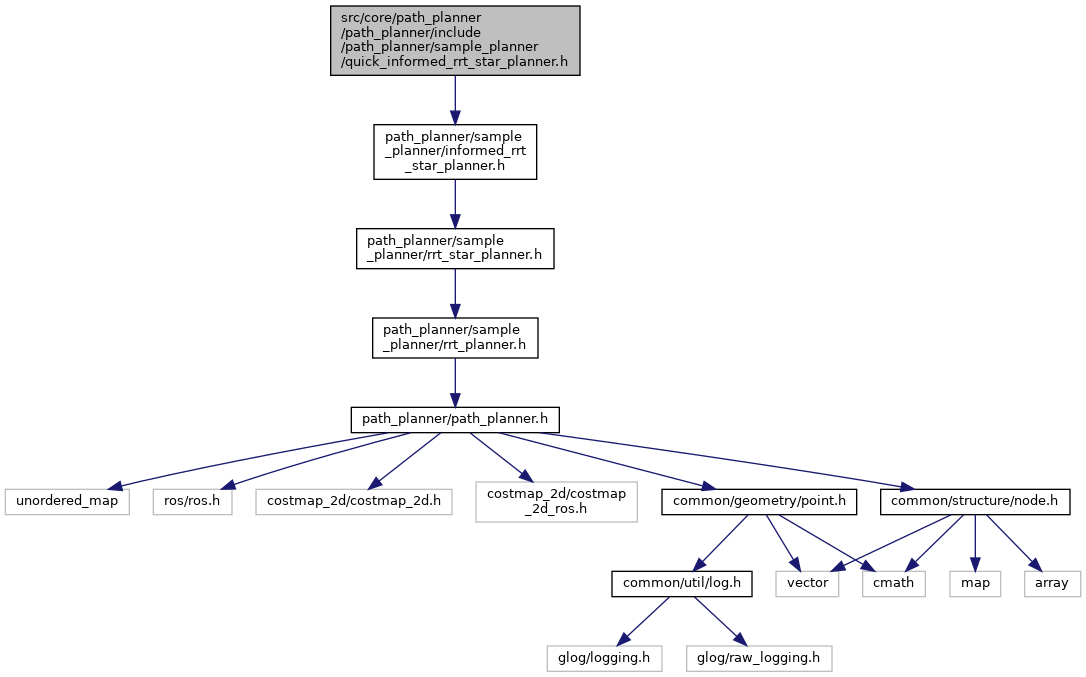 src/core/path_planner
/path_planner/include
/path_planner/sample_planner
/quick_informed_rrt_star_planner.h
path_planner/sample
_planner/informed_rrt
_star_planner.h
path_planner/sample
_planner/rrt_star_planner.h
path_planner/sample
_planner/rrt_planner.h
path_planner/path_planner.h
unordered_map
ros/ros.h
costmap_2d/costmap_2d.h
costmap_2d/costmap
_2d_ros.h
common/geometry/point.h
common/structure/node.h
common/util/log.h
vector
cmath
map
array
glog/logging.h
glog/raw_logging.h